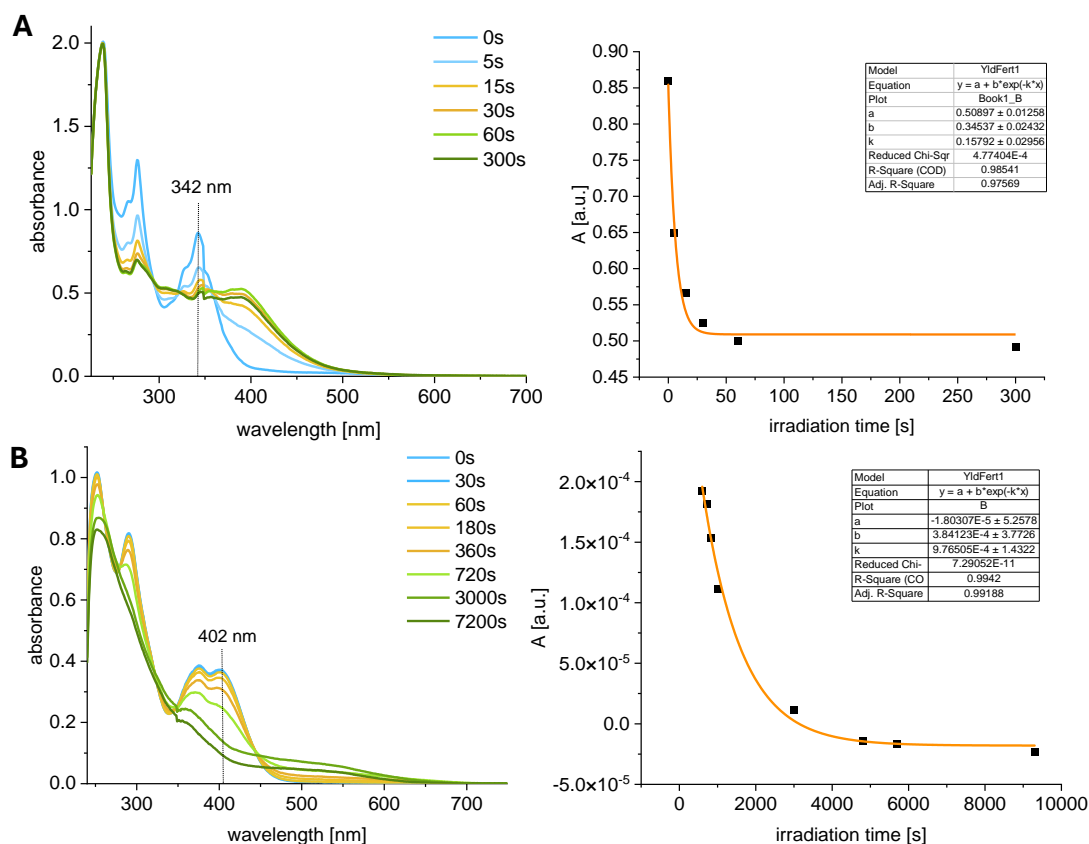 A
0s
5s
15s
30s
60s
300s
342 nm
2.0
1.5
1.0
0.5
0.0
absorbance
300 400 500 600 700
wavelength [nm]
0.90
0.85
0.80
0.75
0.70
0.65
0.60
0.55
0.50
0.45
A [a.u.]
0 50 100 150 200 250 300
irradiation time [s]
Model YldFert1
Equation y = a + b*exp(-k*x)
Plot Book1_B
a 0.50897 ± 0.01258
b 0.34537 ± 0.02432
k 0.15792 ± 0.02956
Reduced Chi-Sqr 4.77404E-4
R-Square (COD) 0.98541
Adj. R-Square 0.97569
B
0s
30s
60s
180s
360s
720s
3000s
7200s
402 nm
1.0
0.8
0.6
0.4
0.2
0.0
absorbance
300 400 500 600 700
wavelength [nm]
2.0×10⁻⁴
1.5×10⁻⁴
1.0×10⁻⁴
5.0×10⁻⁵
0.0
-5.0×10⁻⁵
A [a.u.]
0 2000 4000 6000 8000 10000
irradiation time [s]
Model YldFert1
Equation y = a + b*exp(-k*x)
Plot B
a -1.80307E-5 ± 5.2578
b 3.84123E-4 ± 3.7726
k 9.76505E-4 ± 1.4322
Reduced Chi- 7.29052E-11
R-Square (CO 0.9942
Adj. R-Square 0.99188